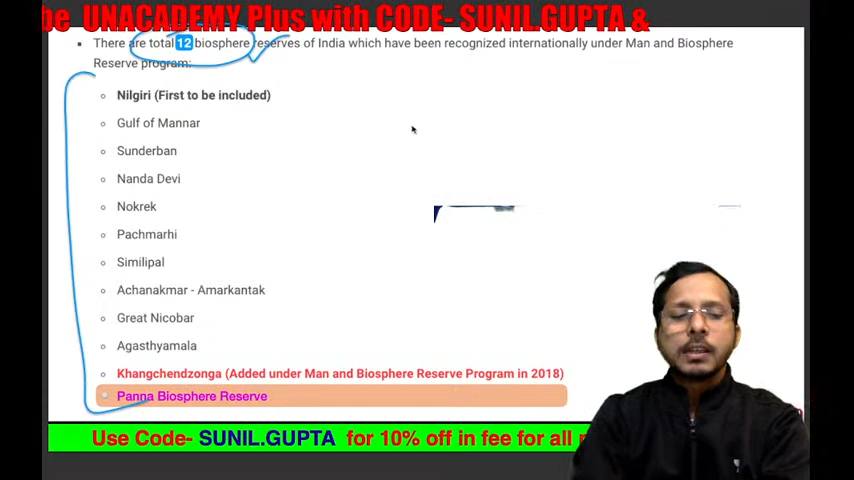 be UNACADEMY Plus with CODE- SUNIL.GUPTA &
There are total 12 biosphere reserves of India which have been recognized internationally under Man and Biosphere
Reserve program:
Nilgiri (First to be included)
Gulf of Mannar
Sunderban
Nanda Devi
Nokrek
Pachmarhi
Similipal
Achanakmar - Amarkantak
Great Nicobar
Agasthyamala
Khangchendzonga (Added under Man and Biosphere Reserve Program in 2018)
Panna Biosphere Reserve
Use Code- SUNIL.GUPTA for 10% off in fee for all